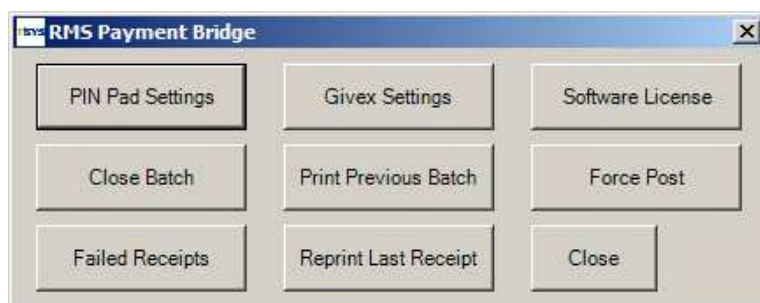 RMS Payment Bridge
PIN Pad Settings Givex Settings Software License
Close Batch Print Previous Batch Force Post
Failed Receipts Reprint Last Receipt Close